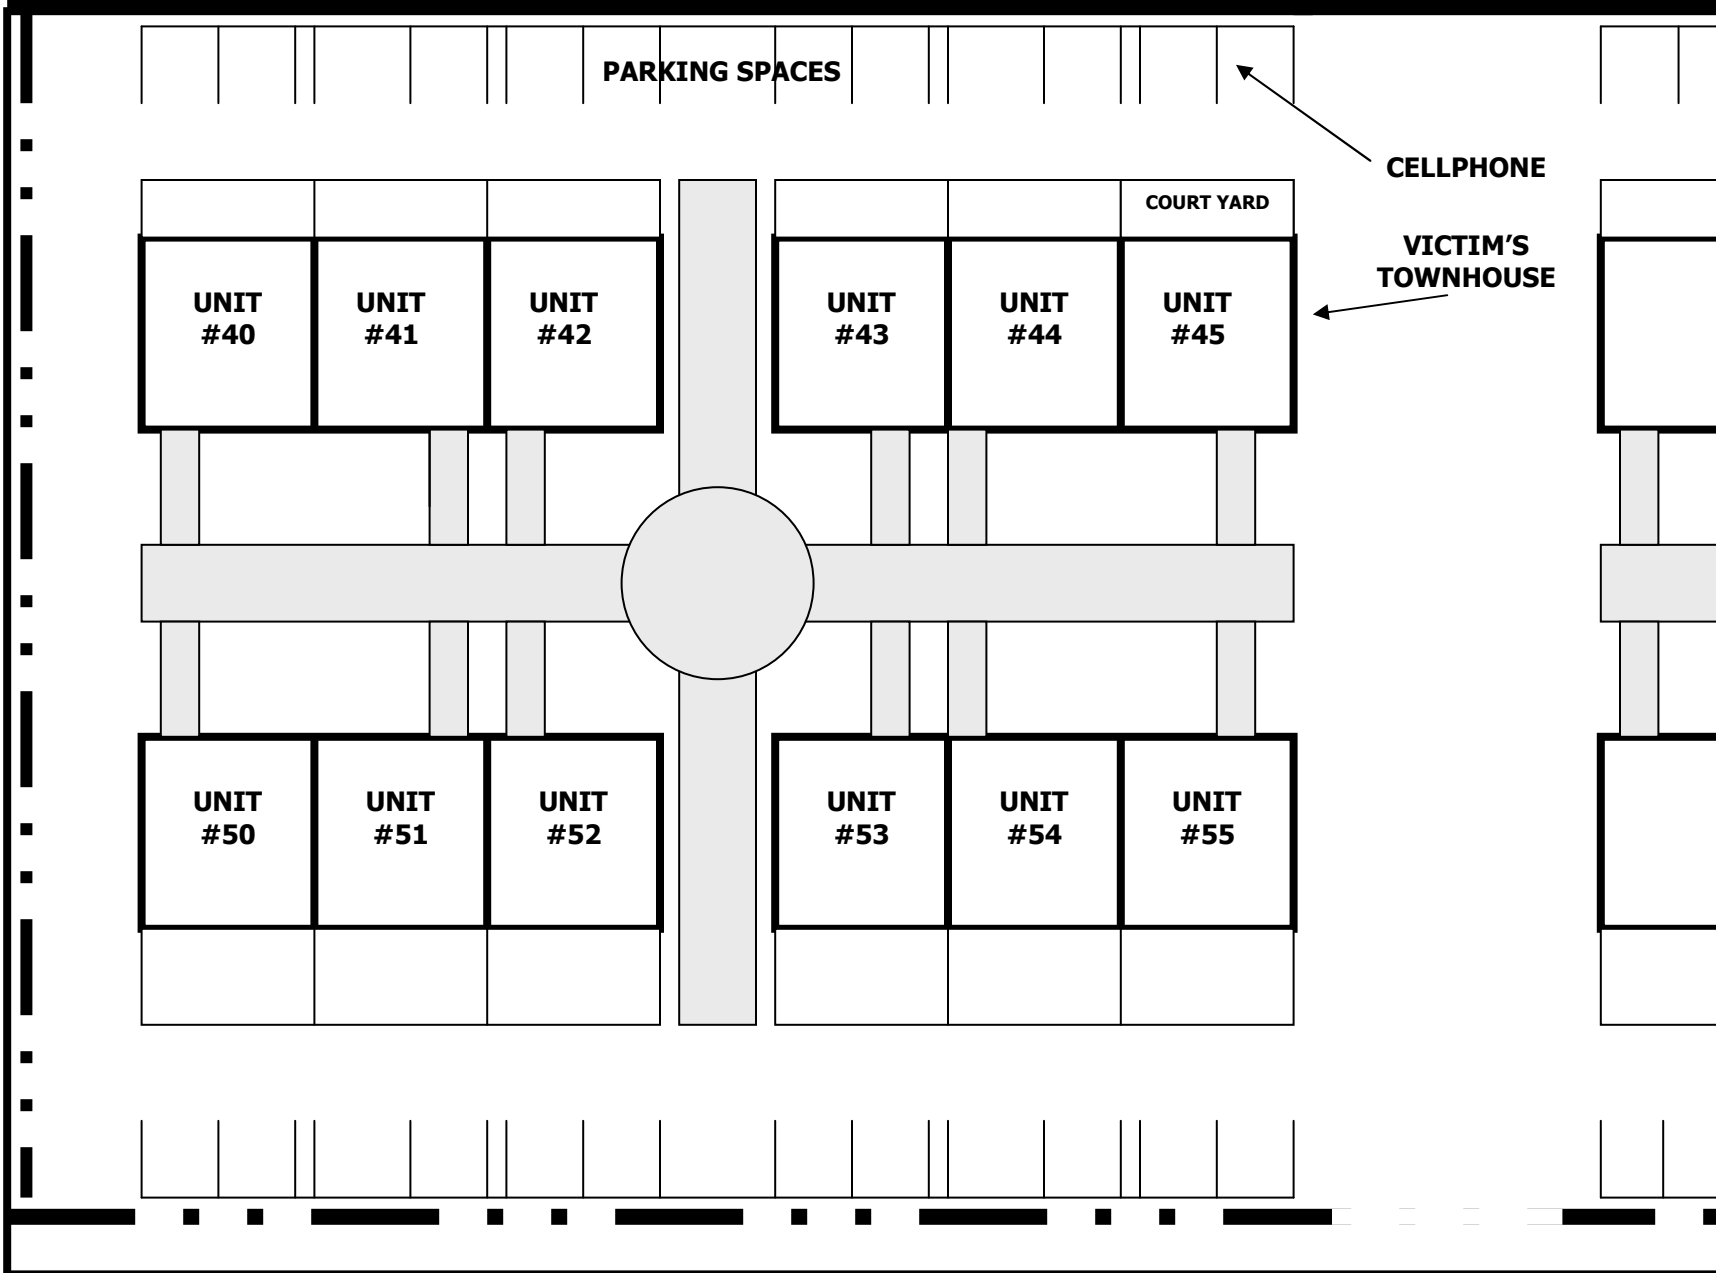 PARKING SPACES
CELLPHONE
COURT YARD
VICTIM'S
TOWNHOUSE
UNIT
#40
UNIT
#41
UNIT
#42
UNIT
#43
UNIT
#44
UNIT
#45
UNIT
#50
UNIT
#51
UNIT
#52
UNIT
#53
UNIT
#54
UNIT
#55